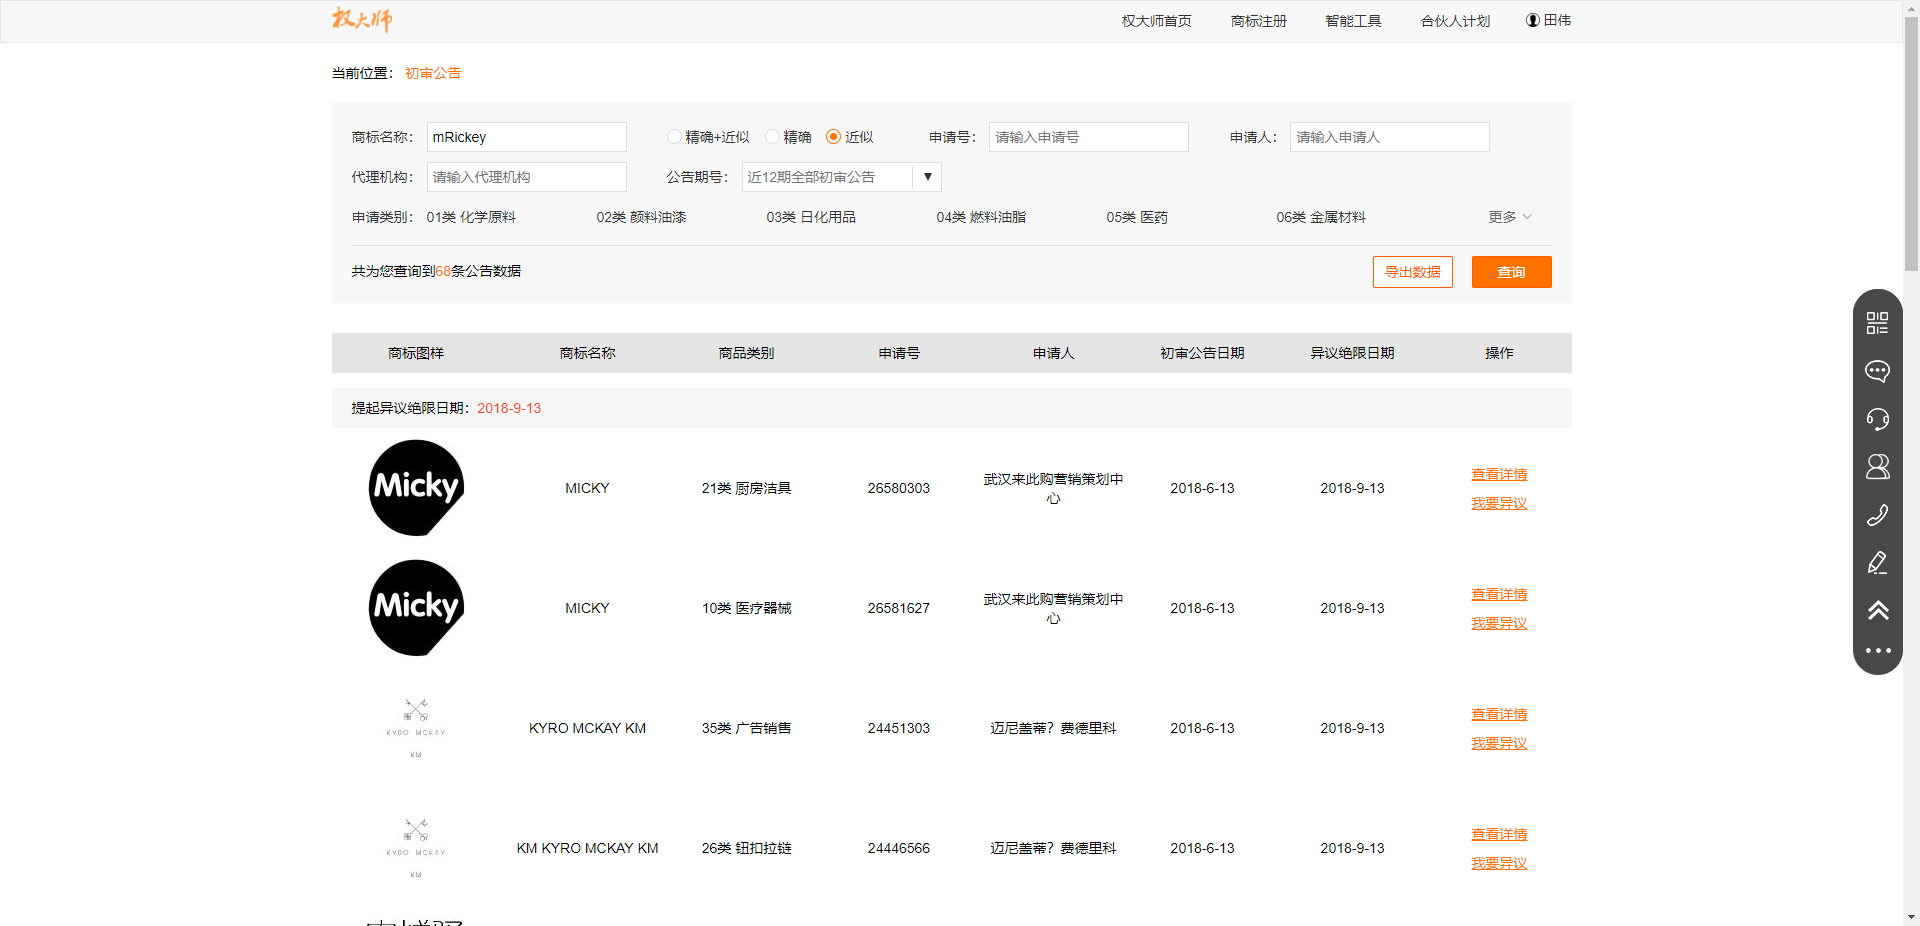 权大师 权大师首页 商标注册 智能工具 合伙人计划 田伟
当前位置： 初审公告
商标名称： mRickey 精确+近似 精确 近似 申请号： 请输入申请号 申请人： 请输入申请人
代理机构： 请输入代理机构 公告期号： 近12期全部初审公告
申请类别： 01类 化学原料 02类 颜料油漆 03类 日化用品 04类 燃料油脂 05类 医药 06类 金属材料 更多
共为您查询到68条公告数据 导出数据 查询
商标图样 商标名称 商品类别 申请号 申请人 初审公告日期 异议绝限日期 操作
提起异议绝限日期：2018-9-13
Micky MICKY 21类 厨房洁具 26580303 武汉来此购营销策划中心 2018-6-13 2018-9-13 查看详情
我要异议
Micky MICKY 10类 医疗器械 26581627 武汉来此购营销策划中心 2018-6-13 2018-9-13 查看详情
我要异议
KYRO MCKAY
KM
KYRO MCKAY KM 35类 广告销售 24451303 迈尼盖蒂？费德里科 2018-6-13 2018-9-13 查看详情
我要异议
KYRO MCKAY
KM
KM KYRO MCKAY KM 26类 钮扣拉链 24446566 迈尼盖蒂？费德里科 2018-6-13 2018-9-13 查看详情
我要异议